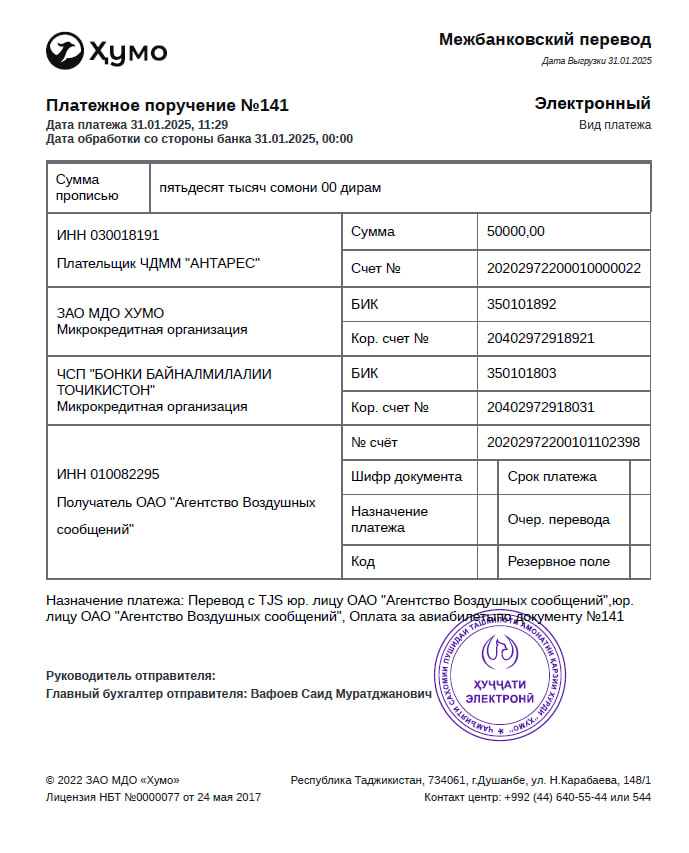 Ҳумо
Межбанковский перевод
Дата Выгрузки 31.01.2025
Платежное поручение №141
Электронный
Дата платежа 31.01.2025, 11:29
Вид платежа
Дата обработки со стороны банка 31.01.2025, 00:00
Сумма
прописью
пятьдесят тысяч сомони 00 дирам
ИНН 030018191
Плательщик ЧДММ "АНТАРЕС"
Сумма
50000,00
Счет №
20202972200010000022
ЗАО МДО ХУМО
Микрокредитная организация
БИК
350101892
Кор. счет №
20402972918921
ЧСП "БОНКИ БАЙНАЛМИЛАЛИИ
ТОЧИКИСТОН"
Микрокредитная организация
БИК
350101803
Кор. счет №
20402972918031
ИНН 010082295
Получатель ОАО "Агентство Воздушных
сообщений"
№ счёт
20202972200101102398
Шифр документа
Срок платежа
Назначение
платежа
Очер. перевода
Код
Резервное поле
Назначение платежа: Перевод с TJS юр. лицу ОАО "Агентство Воздушных сообщений",юр.
лицу ОАО "Агентство Воздушных сообщений", Оплата за авиабилеты по документу №141
Руководитель отправителя:
Главный бухгалтер отправителя: Вафоев Саид Муратджанович
ҶАМЪИЯТИ САҲОМИИ ПУШИДАИ ТАШКИЛОТИ АМОНАТИИ ҚАРЗИИ ХУРДИ "ҲУМО"
ҲУҶҶАТИ
ЭЛЕКТРОНӢ
© 2022 ЗАО МДО «Хумо»
Республика Таджикистан, 734061, г.Душанбе, ул. Н.Карабаева, 148/1
Лицензия НБТ №0000077 от 24 мая 2017
Контакт центр: +992 (44) 640-55-44 или 544